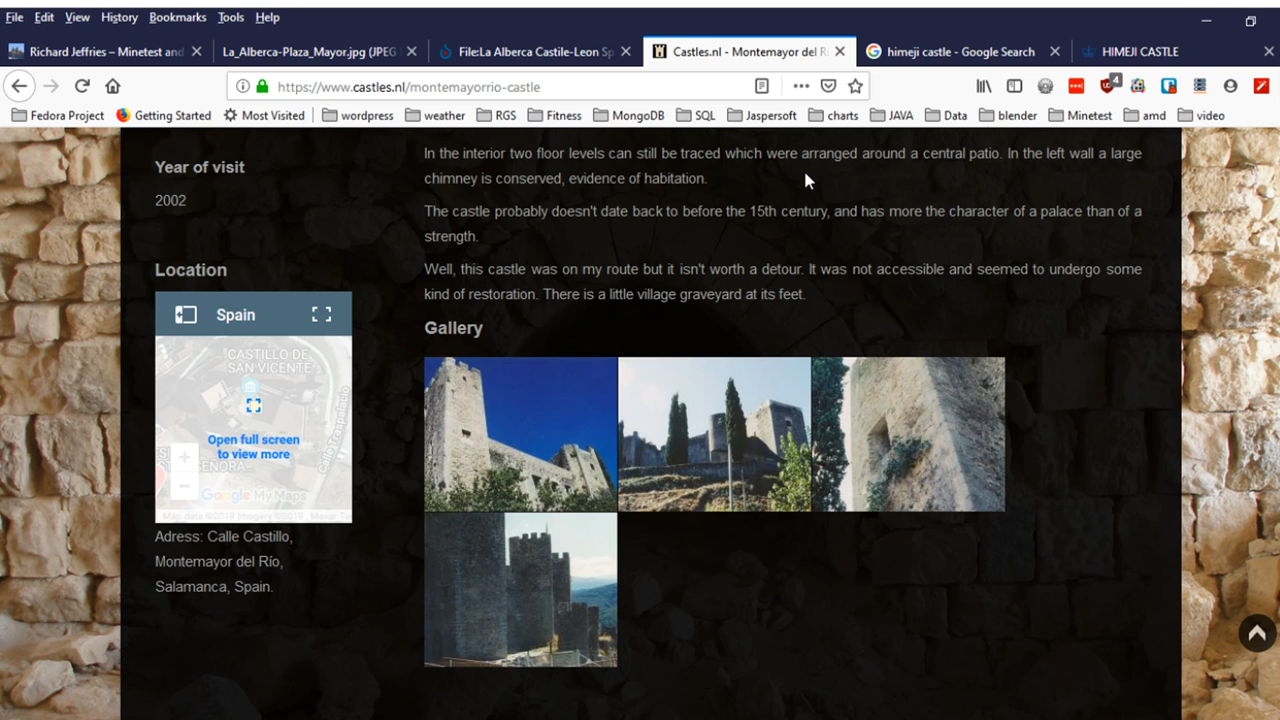 File Edit View History Bookmarks Tools Help
Richard Jeffries – Minetest and
La_Alberca-Plaza_Mayor.jpg (JPEG
File:La Alberca Castile-Leon Sp
Castles.nl - Montemayor del R
himeji castle - Google Search
HIMEJI CASTLE
https://www.castles.nl/montemayorrio-castle
4
Fedora Project Getting Started Most Visited wordpress weather RGS Fitness MongoDB SQL Jaspersoft charts JAVA Data blender Minetest amd video
Year of visit
2002
Location
Spain
CASTILLO DE
SAN VICENTE
Open full screen
to view more
Google My Maps
Adress: Calle Castillo,
Montemayor del Río,
Salamanca, Spain.
In the interior two floor levels can still be traced which were arranged around a central patio. In the left wall a large
chimney is conserved, evidence of habitation.
The castle probably doesn't date back to before the 15th century, and has more the character of a palace than of a
strength.
Well, this castle was on my route but it isn't worth a detour. It was not accessible and seemed to undergo some
kind of restoration. There is a little village graveyard at its feet.
Gallery